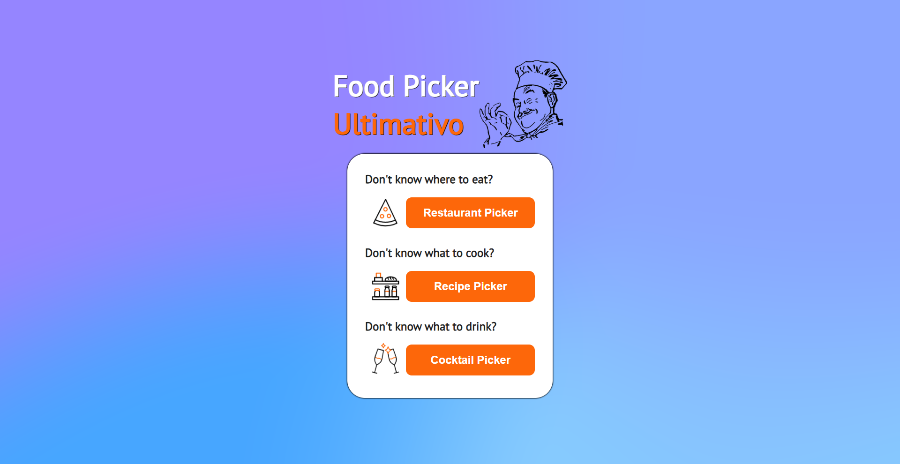 Food Picker
Ultimativo
Don't know where to eat?
Restaurant Picker
Don't know what to cook?
Recipe Picker
Don't know what to drink?
Cocktail Picker